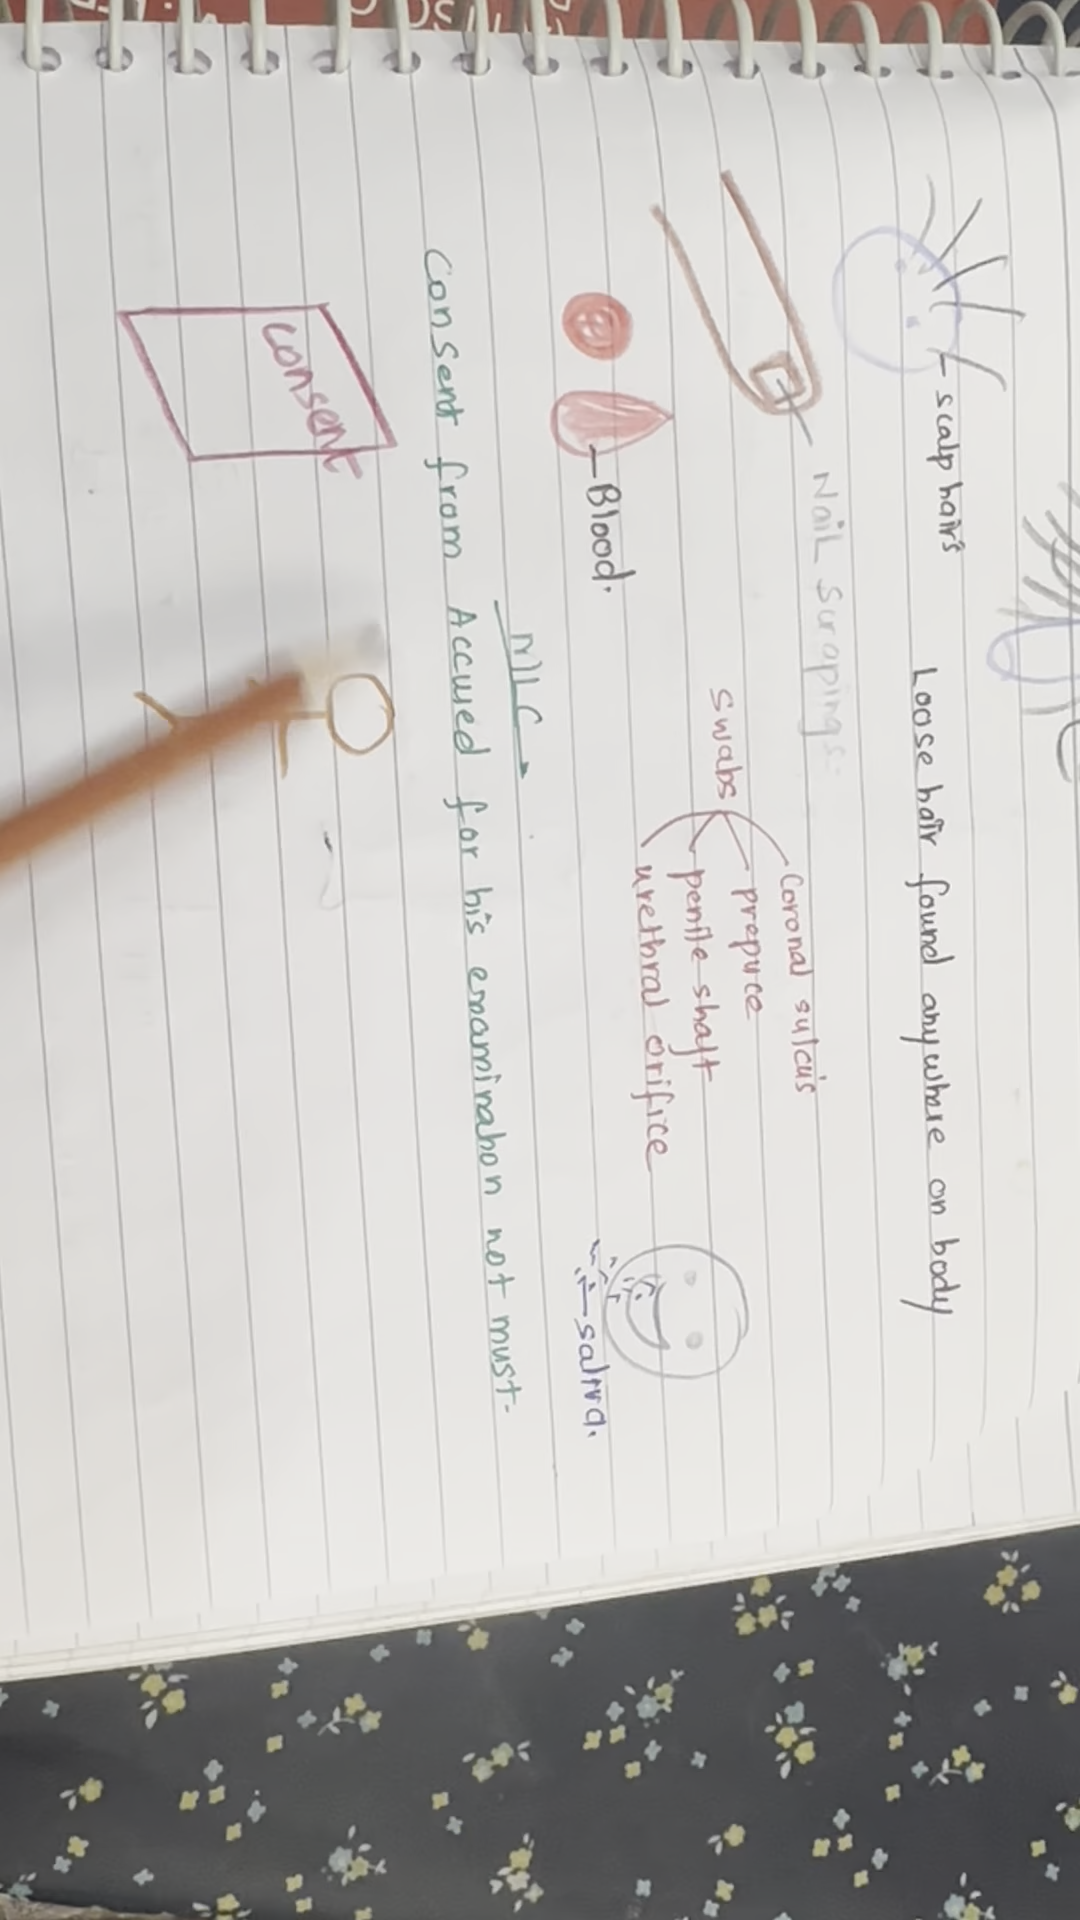 scalp hairs
Loose hair found anywhere on body
Nail Scrapings.
Swabs
Coronal sulcus
prepuce
penile shaft
urethral orifice
Blood.
saliva.
MLC
Consent from Accused for his emaminahon not must.
consent